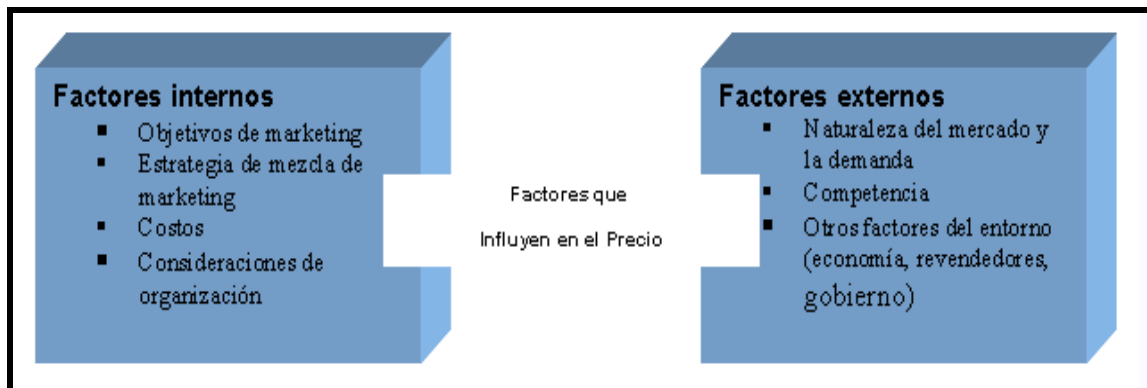 Factores internos
▪ Objetivos de marketing
▪ Estrategia de mezcla de
marketing
▪ Costos
▪ Consideraciones de
organización
Factores que
Influyen en el Precio
Factores externos
▪ Naturaleza del mercado y
la demanda
▪ Competencia
▪ Otros factores del entorno
(economía, revendedores,
gobierno)